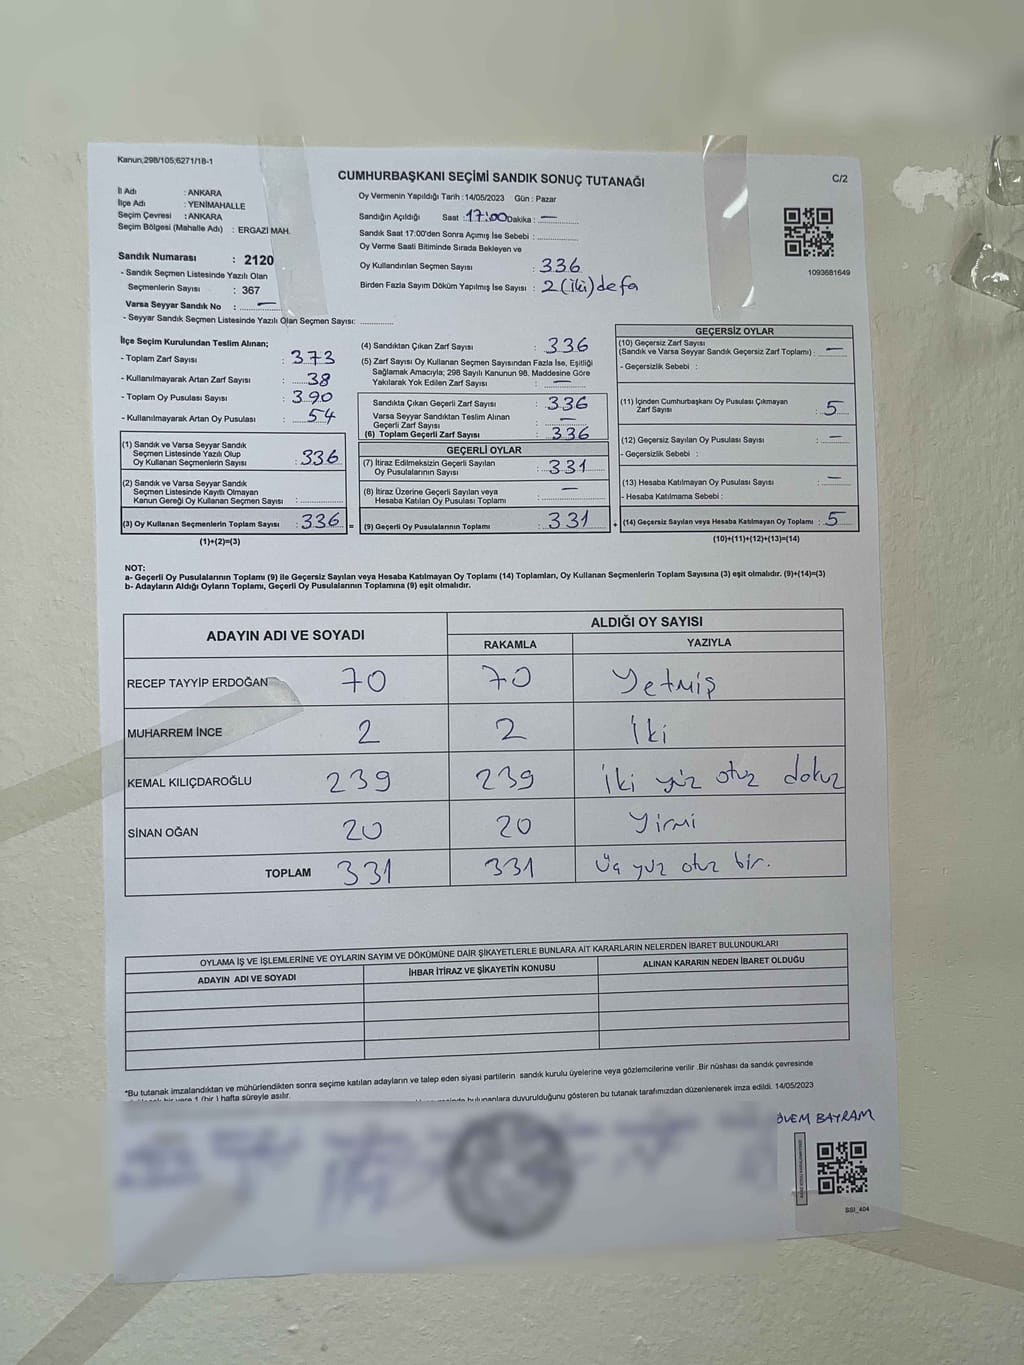 Kanun,298/105;6271/18-1
CUMHURBAŞKANI SEÇİMİ SANDIK SONUÇ TUTANAĞI
C/2
İl Adı : ANKARA
İlçe Adı : YENİMAHALLE
Seçim Çevresi : ANKARA
Seçim Bölgesi (Mahalle Adı) : ERGAZİ MAH.
Oy Vermenin Yapıldığı Tarih : 14/05/2023 Gün : Pazar
Sandığın Açıldığı Saat : 17:00 Dakika : —
Sandık Saat 17:00'den Sonra Açımış İse Sebebi : ..............
Oy Verme Saati Bitiminde Sırada Bekleyen ve
Oy Kullandırılan Seçmen Sayısı : 336
Birden Fazla Sayım Döküm Yapılmış İse Sayısı : 2 (iki) defa
1093681649
Sandık Numarası : 2120
- Sandık Seçmen Listesinde Yazılı Olan
Seçmenlerin Sayısı : 367
Varsa Seyyar Sandık No : —
- Seyyar Sandık Seçmen Listesinde Yazılı Olan Seçmen Sayısı: ..............
İlçe Seçim Kurulundan Teslim Alınan;
- Toplam Zarf Sayısı : 373
- Kullanılmayarak Artan Zarf Sayısı : 38
- Toplam Oy Pusulası Sayısı : 390
- Kullanılmayarak Artan Oy Pusulası : 54
(1) Sandık ve Varsa Seyyar Sandık
Seçmen Listesinde Yazılı Olup
Oy Kullanan Seçmenlerin Sayısı : 336
(2) Sandık ve Varsa Seyyar Sandık
Seçmen Listesinde Kayıtlı Olmayan
Kanun Gereği Oy Kullanan Seçmen Sayısı : ..............
(3) Oy Kullanan Seçmenlerin Toplam Sayısı : 336 =
(1)+(2)=(3)
(4) Sandıktan Çıkan Zarf Sayısı : 336
(5) Zarf Sayısı Oy Kullanan Seçmen Sayısından Fazla İse, Eşitliği
Sağlamak Amacıyla; 298 Sayılı Kanunun 98. Maddesine Göre
Yakılarak Yok Edilen Zarf Sayısı : —
Sandıkta Çıkan Geçerli Zarf Sayısı : 336
Varsa Seyyar Sandıktan Teslim Alınan
Geçerli Zarf Sayısı : —
(6) Toplam Geçerli Zarf Sayısı : 336
GEÇERLİ OYLAR
(7) İtiraz Edilmeksizin Geçerli Sayılan
Oy Pusulalarının Sayısı : 331
(8) İtiraz Üzerine Geçerli Sayılan veya
Hesaba Katılan Oy Pusulası Toplamı : —
(9) Geçerli Oy Pusulalarının Toplamı : 331 +
GEÇERSİZ OYLAR
(10) Geçersiz Zarf Sayısı
(Sandık ve Varsa Seyyar Sandık Geçersiz Zarf Toplamı) : —
- Geçersizlik Sebebi :
(11) İçinden Cumhurbaşkanı Oy Pusulası Çıkmayan
Zarf Sayısı : 5
(12) Geçersiz Sayılan Oy Pusulası Sayısı : —
- Geçersizlik Sebebi :
(13) Hesaba Katılmayan Oy Pusulası Sayısı : —
- Hesaba Katılmama Sebebi :
(14) Geçersiz Sayılan veya Hesaba Katılmayan Oy Toplamı : 5
(10)+(11)+(12)+(13)=(14)
NOT:
a- Geçerli Oy Pusulalarının Toplamı (9) ile Geçersiz Sayılan veya Hesaba Katılmayan Oy Toplamı (14) Toplamları, Oy Kullanan Seçmenlerin Toplam Sayısına (3) eşit olmalıdır. (9)+(14)=(3)
b- Adayların Aldığı Oyların Toplamı, Geçerli Oy Pusulalarının Toplamına (9) eşit olmalıdır.
ADAYIN ADI VE SOYADI
ALDIĞI OY SAYISI
RAKAMLA YAZIYLA
RECEP TAYYİP ERDOĞAN 70 70 Yetmiş
MUHARREM İNCE 2 2 İki
KEMAL KILIÇDAROĞLU 239 239 İki yüz otuz dokuz
SİNAN OĞAN 20 20 Yirmi
TOPLAM 331 331 Üç yuz otuz bir.
OYLAMA İŞ VE İŞLEMLERİNE VE OYLARIN SAYIM VE DÖKÜMÜNE DAİR ŞİKAYETLERLE BUNLARA AİT KARARLARIN NELERDEN İBARET BULUNDUKLARI
ADAYIN ADI VE SOYADI İHBAR İTİRAZ VE ŞİKAYETİN KONUSU ALINAN KARARIN NEDEN İBARET OLDUĞU
*Bu tutanak imzalandıktan ve mühürlendikten sonra seçime katılan adayların ve talep eden siyasi partilerin sandık kurulu üyelerine veya gözlemcilerine verilir .Bir nüshası da sandık çevresinde
1 (bir ) hafta süreyle asılır.
bulunanlara duyurulduğunu gösteren bu tutanak tarafımızdan düzenlenerek imza edildi. 14/05/2023
BAYRAM
SSI_404